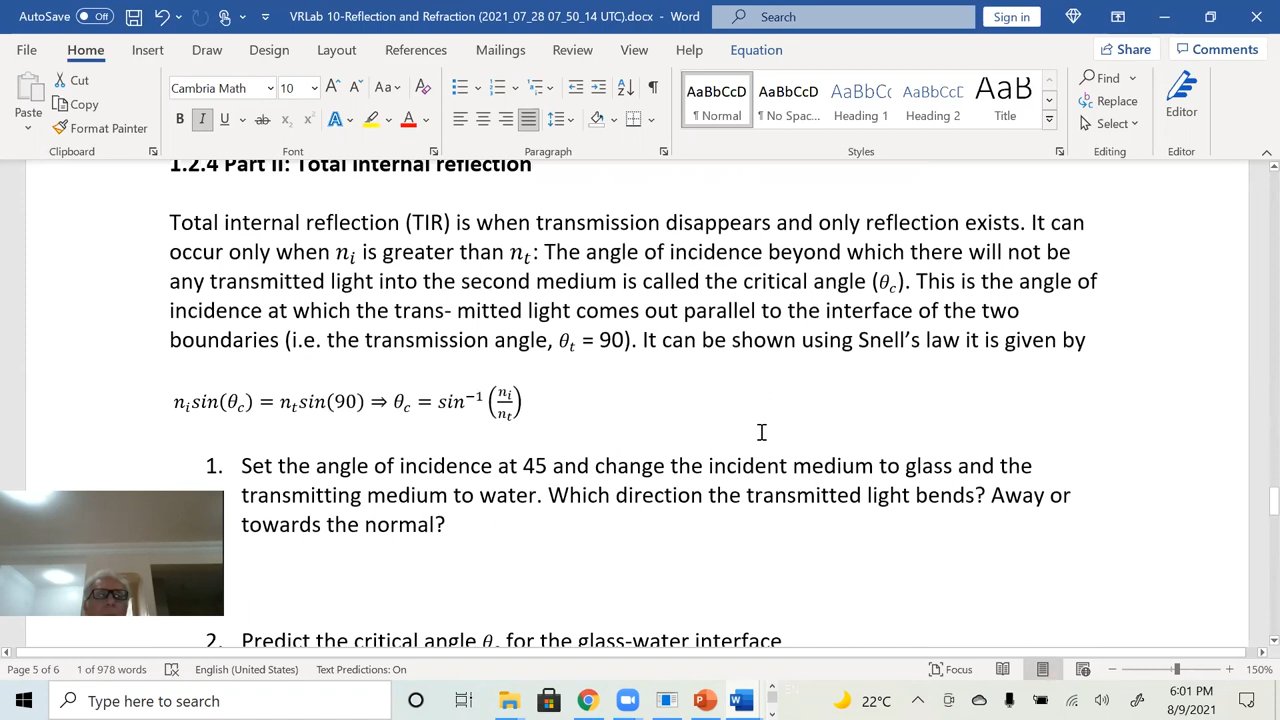 AutoSave Off VRLab 10-Reflection and Refraction (2021_07_28 07_50_14 UTC).docx - Word Search Sign in
File Home Insert Draw Design Layout References Mailings Review View Help Equation Share Comments
Paste Cut Copy Format Painter Clipboard
Cambria Math 10 Font
Paragraph
AaBbCcD ¶ Normal AaBbCcD ¶ No Spac... AaBbC( Heading 1 AaBbCcE Heading 2 AaB Title Styles
Find Replace Select Editing Editor Editor
1.2.4 Part II: Total internal reflection
Total internal reflection (TIR) is when transmission disappears and only reflection exists. It can
occur only when nᵢ is greater than nₜ: The angle of incidence beyond which there will not be
any transmitted light into the second medium is called the critical angle (θ_c). This is the angle of
incidence at which the trans- mitted light comes out parallel to the interface of the two
boundaries (i.e. the transmission angle, θₜ = 90). It can be shown using Snell’s law it is given by
nᵢsin(θ_c) = nₜsin(90) ⇒ θ_c = sin⁻¹ (nᵢ/nₜ)
1. Set the angle of incidence at 45 and change the incident medium to glass and the
transmitting medium to water. Which direction the transmitted light bends? Away or
towards the normal?
2. Predict the critical angle θ_c for the glass-water interface
Page 5 of 6 1 of 978 words English (United States) Text Predictions: On Focus 150%
Type here to search 22°C 6:01 PM
8/9/2021